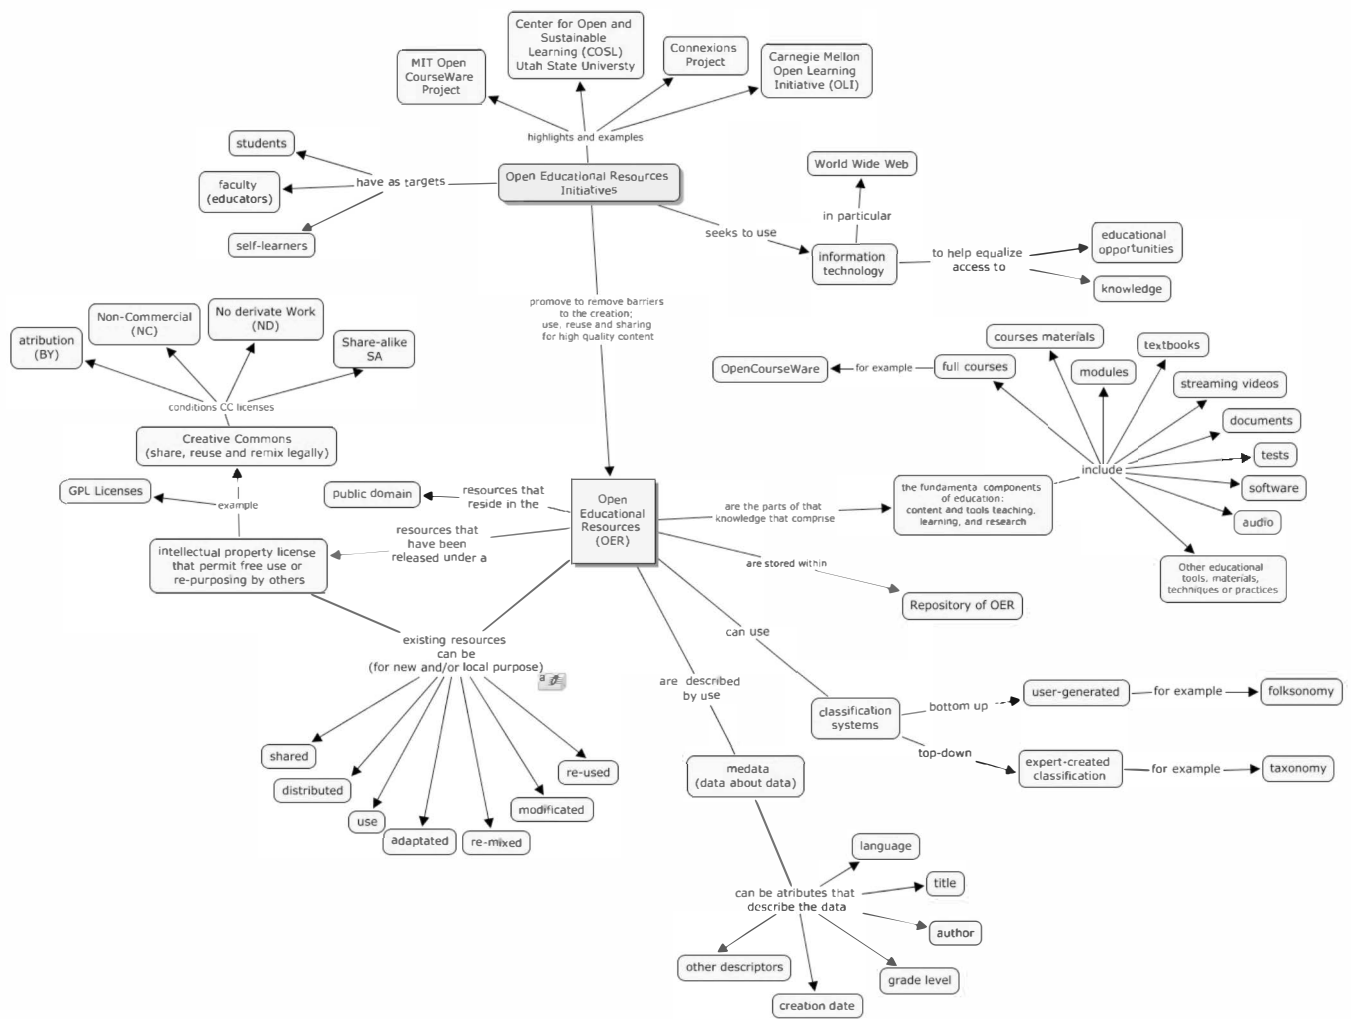 Center for Open and
Sustainable
Learning (COSL)
Utah State Universty
MIT Open
CourseWare
Project
Connexions
Project
Carnegie Mellon
Open Learning
Initiative (OLI)
highlights and examples
students
faculty
(educators)
self-learners
have as targets
Open Educational Resources
Initiatives
World Wide Web
in particular
seeks to use
information
technology
to help equalize
access to
educational
opportunities
knowledge
promove to remove barriers
to the creation;
use, reuse and sharing
for high quality content
atribution
(BY)
Non-Commercial
(NC)
No derivate Work
(ND)
Share-alike
SA
conditions CC licenses
Creative Commons
(share, reuse and remix legally)
GPL Licenses
example
intellectual property license
that permit free use or
re-purposing by others
public domain
resources that
reside in the
resources that
have been
released under a
Open
Educational
Resources
(OER)
OpenCourseWare
for example
full courses
courses materials
modules
textbooks
streaming videos
documents
tests
software
audio
Other educational
tools, materials,
techniques or practices
include
the fundamenta components
of education:
content and tools teaching,
learning, and research
are the parts of that
knowledge that comprise
are stored within
Repository of OER
existing resources
can be
(for new and/or local purpose)
a
shared
distributed
use
adaptated
re-mixed
modificated
re-used
can use
classification
systems
bottom up
user-generated
for example
folksonomy
top-down
expert-created
classification
for example
taxonomy
are described
by use
medata
(data about data)
can be atributes that
describe the data
language
title
author
grade level
creation date
other descriptors